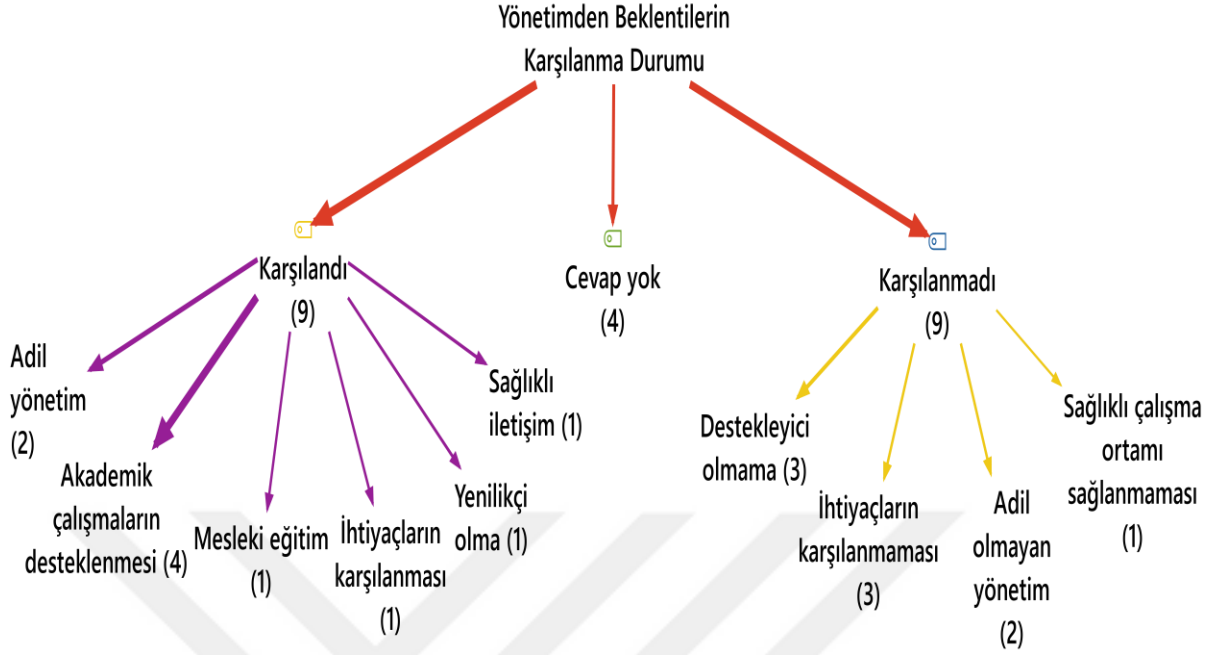 Yönetimden Beklentilerin
Karşılanma Durumu
Karşılandı
(9)
Cevap yok
(4)
Karşılanmadı
(9)
Adil
yönetim
(2)
Akademik
çalışmaların
desteklenmesi (4)
Mesleki eğitim
(1)
İhtiyaçların
karşılanması
(1)
Yenilikçi
olma (1)
Sağlıklı
iletişim (1)
Destekleyici
olmama (3)
İhtiyaçların
karşılanmaması
(3)
Adil
olmayan
yönetim
(2)
Sağlıklı çalışma
ortamı
sağlanmaması
(1)